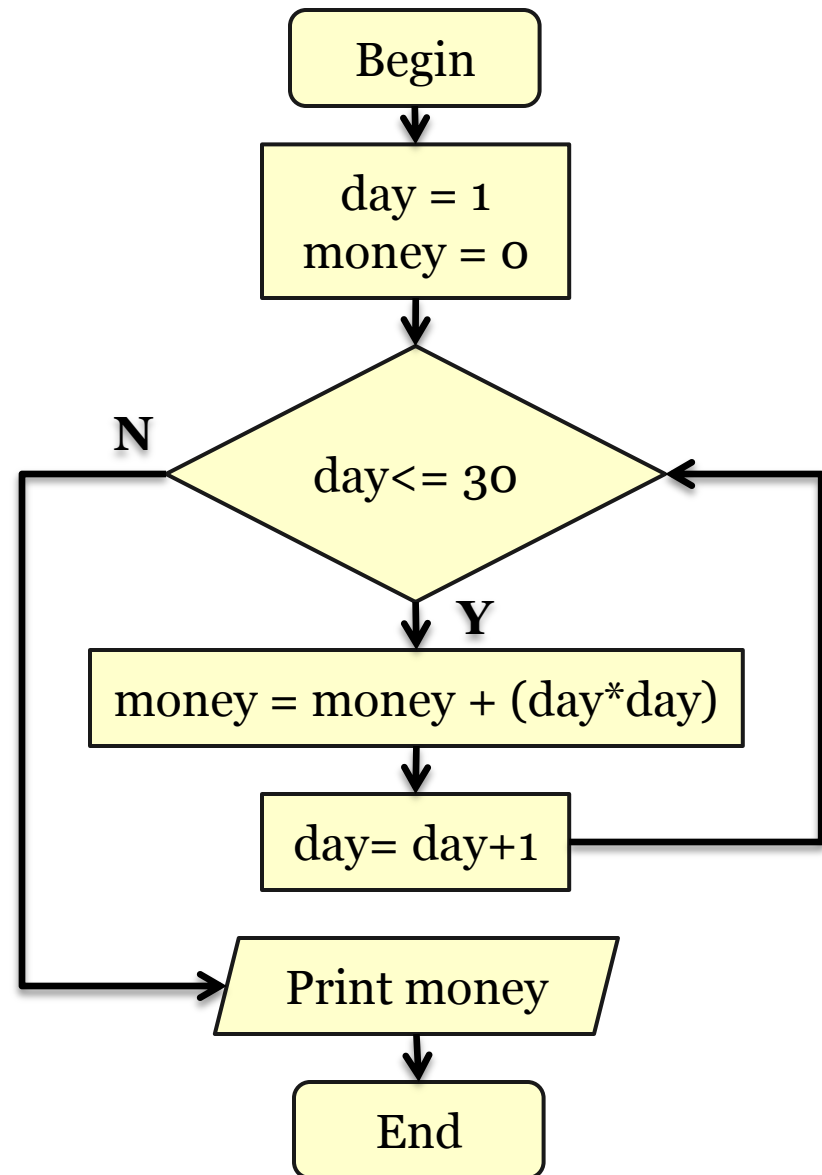 Begin
day = 1
money = 0
N
day<= 30
Y
money = money + (day*day)
day= day+1
Print money
End